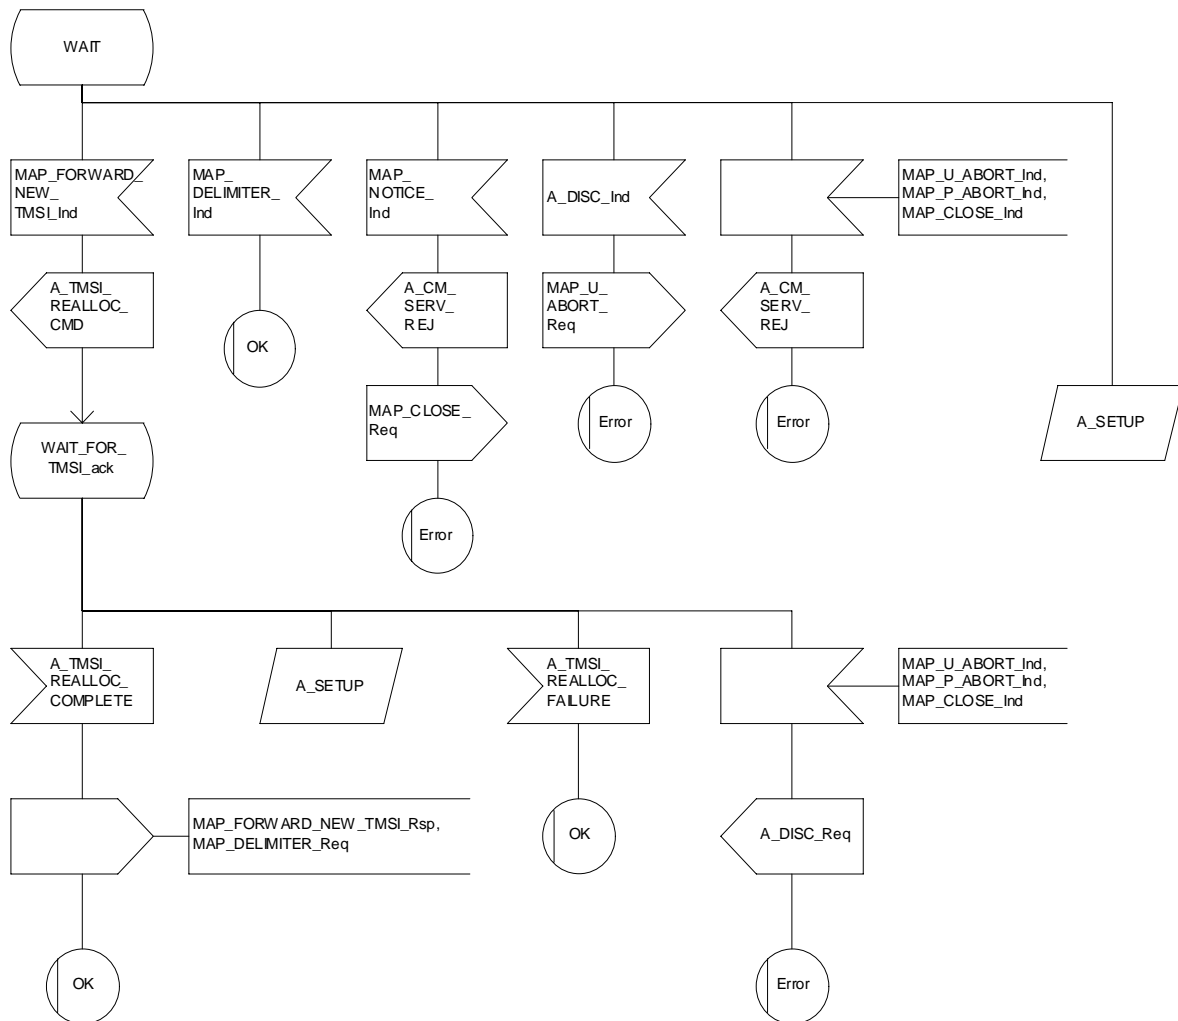 WAIT
MAP_FORWARD_
NEW_
TMSI_Ind
MAP_
DELIMITER_
Ind
MAP_
NOTICE_
Ind
A_DISC_Ind
MAP_U_ABORT_Ind,
MAP_P_ABORT_Ind,
MAP_CLOSE_Ind
A_TMSI_
REALLOC_
CMD
OK
A_CM_
SERV_
REJ
MAP_U_
ABORT_
Req
A_CM_
SERV_
REJ
MAP_CLOSE_
Req
Error
Error
A_SETUP
WAIT_FOR_
TMSI_ack
Error
A_TMSI_
REALLOC_
COMPLETE
A_SETUP
A_TMSI_
REALLOC_
FAILURE
MAP_U_ABORT_Ind,
MAP_P_ABORT_Ind,
MAP_CLOSE_Ind
MAP_FORWARD_NEW_TMSI_Rsp,
MAP_DELIMITER_Req
OK
A_DISC_Req
OK
Error